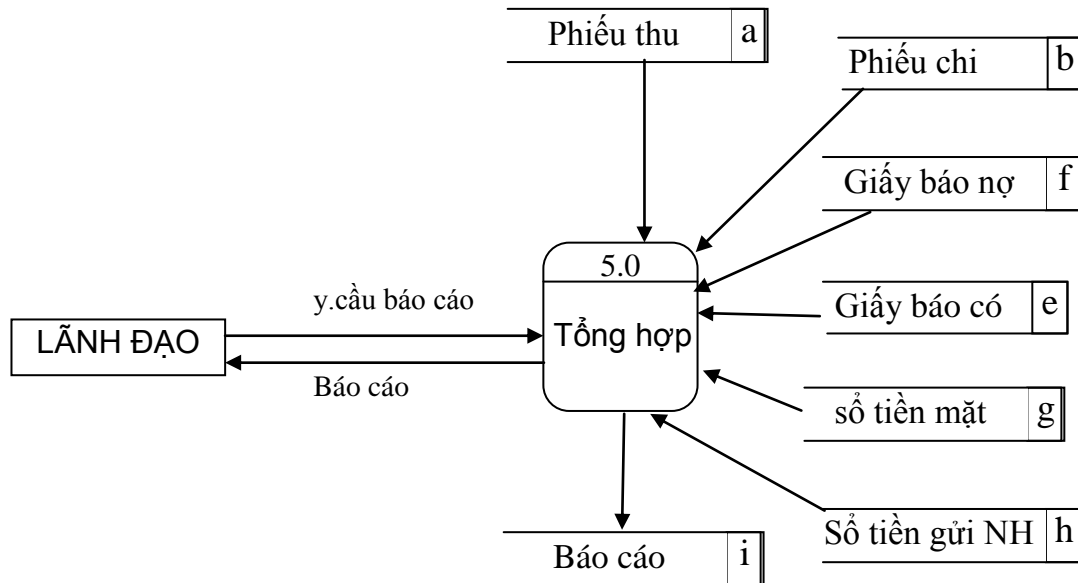 Phiếu thu a
Phiếu chi b
Giấy báo nợ f
5.0
y.cầu báo cáo
Giấy báo có e
LÃNH ĐẠO
Tổng hợp
Báo cáo
sổ tiền mặt g
Sổ tiền gửi NH h
Báo cáo i